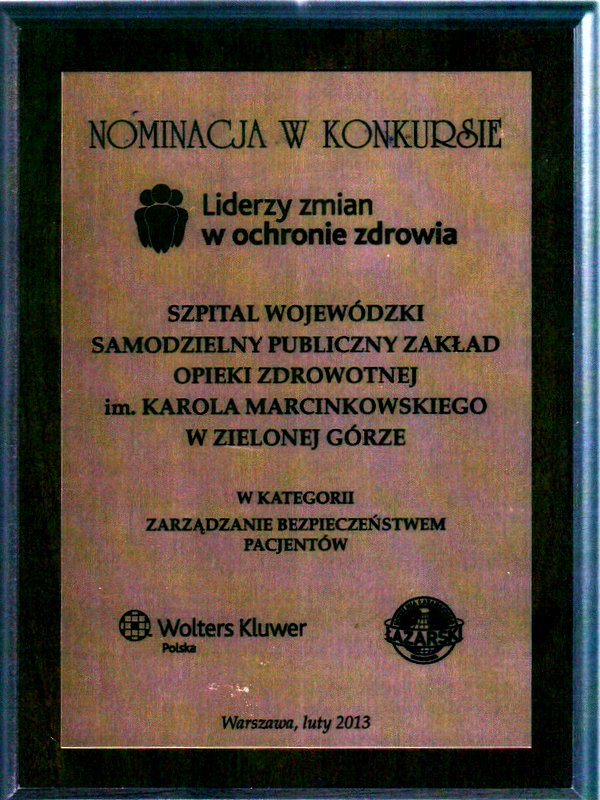 NOMINACJA W KONKURSIE
Liderzy zmian
w ochronie zdrowia
SZPITAL WOJEWÓDZKI
SAMODZIELNY PUBLICZNY ZAKŁAD
OPIEKI ZDROWOTNEJ
im. KAROLA MARCINKOWSKIEGO
W ZIELONEJ GÓRZE
W KATEGORII
ZARZĄDZANIE BEZPIECZEŃSTWEM
PACJENTÓW
Wolters Kluwer
Polska
ŁAZARSKI
Warszawa, luty 2013